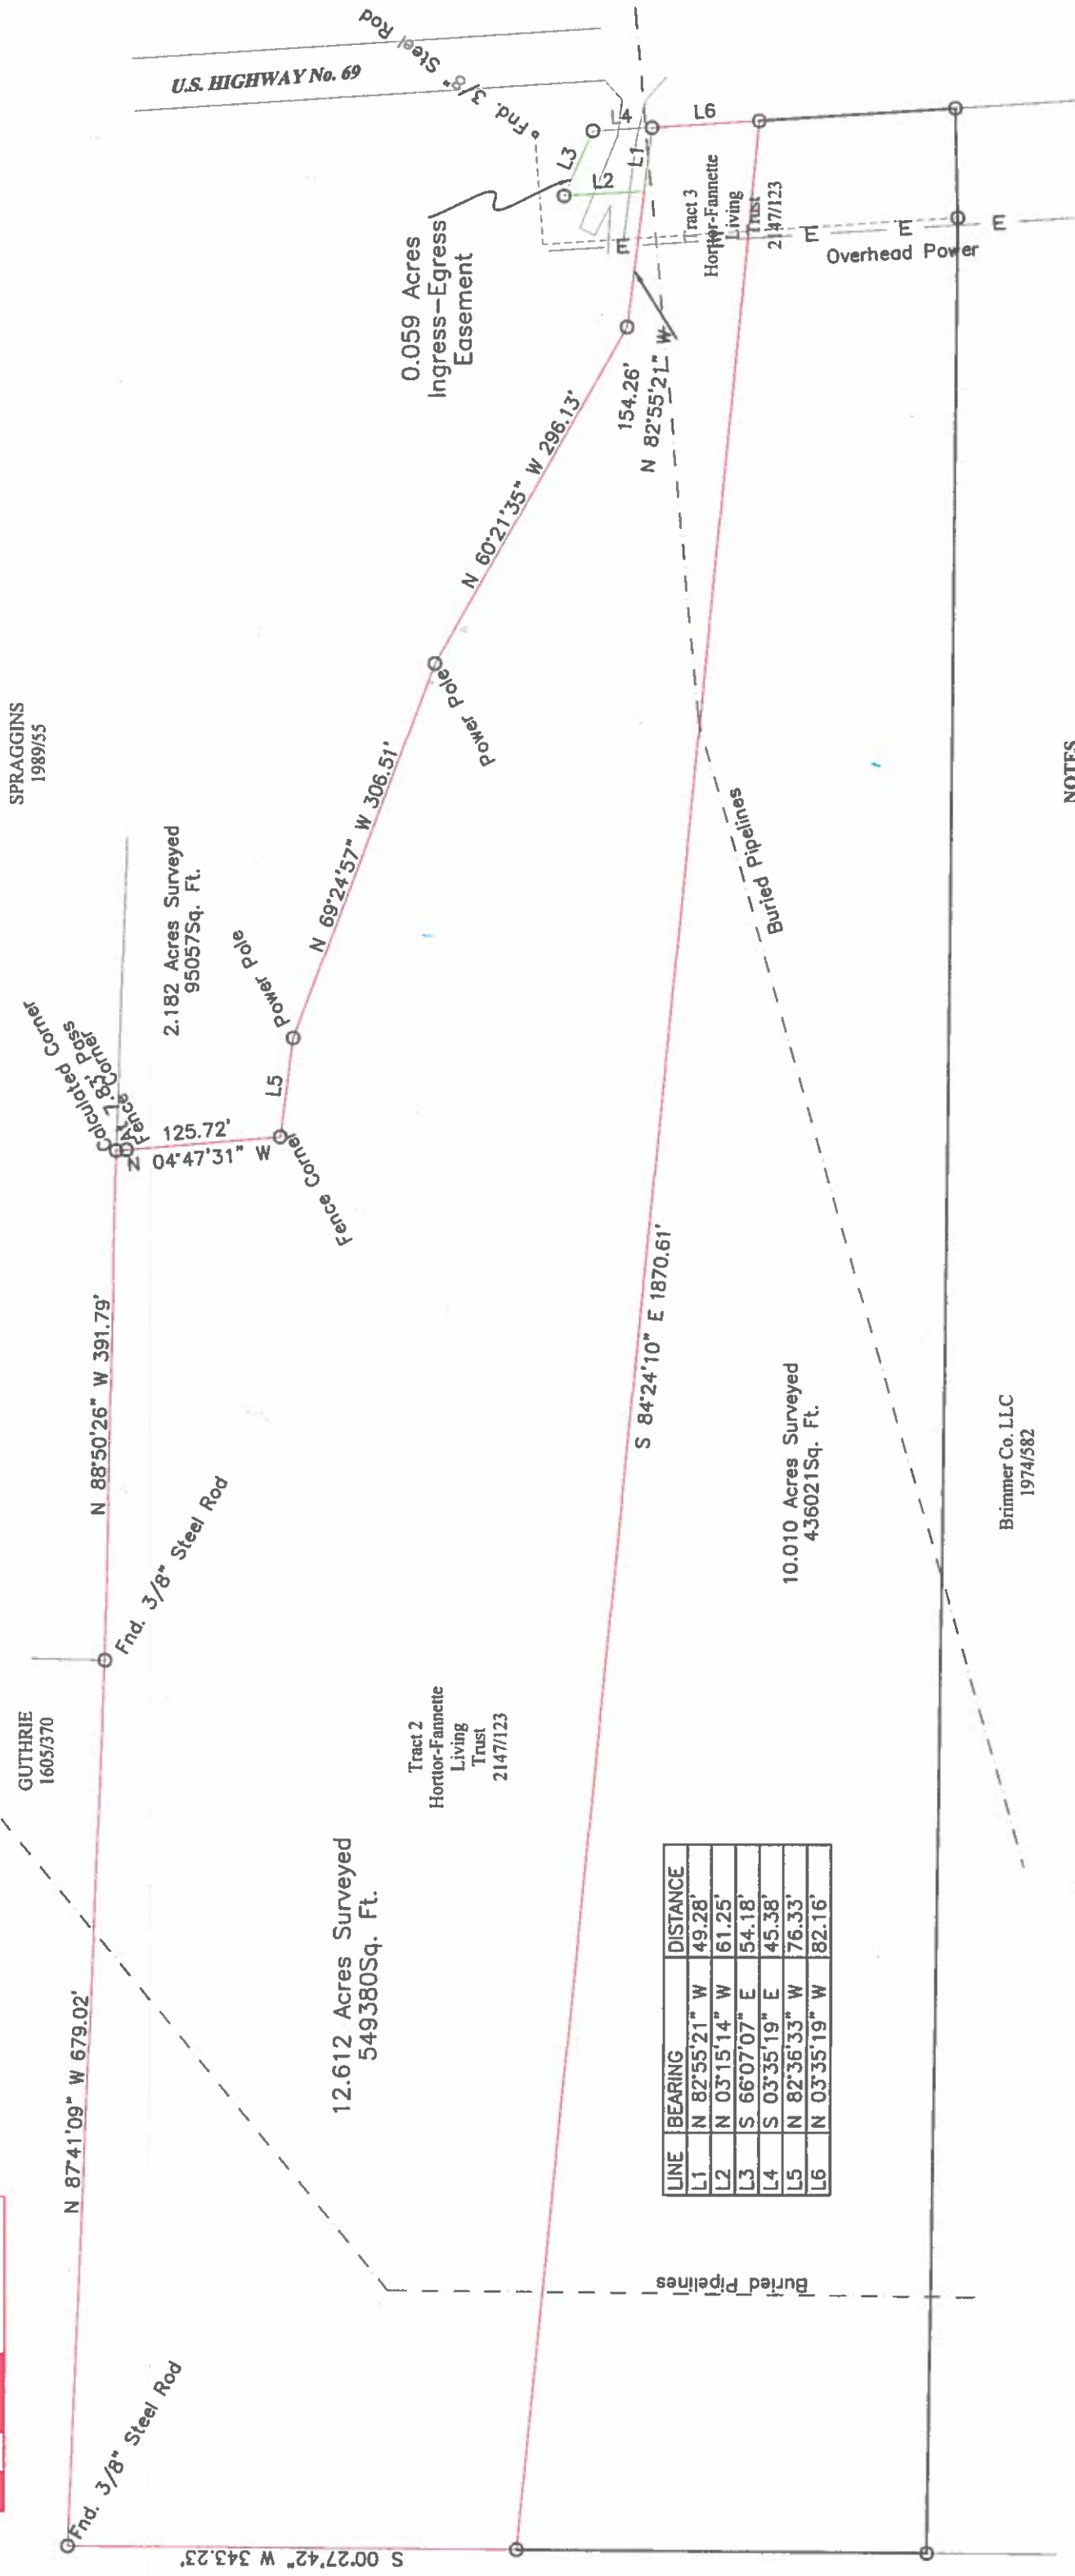 SPRAGGINS
1989/55
GUTHRIE
1605/370
U.S. HIGHWAY No. 69
Fnd. 3/8" Steel Rod
0.059 Acres
Ingress-Egress
Easement
L3
L4
L2
L1
L6
Tract 3
Horttor-Fannette
Living
Trust
2147/123
E
E
E
E
Overhead Power
154.26'
N 82°55'21" W
N 60°21'35" W 296.13'
Power Pole
N 69°24'57" W 306.51'
Power Pole
2.182 Acres Surveyed
95057Sq. Ft.
L5
Calculated Corner
At 7.83' Pass
Fence Corner
125.72'
N 04°47'31" W
Fence Corner
N 88°50'26" W 391.79'
Fnd. 3/8" Steel Rod
N 87°41'09" W 679.02'
Fnd. 3/8" Steel Rod
S 00°27'42" W 343.23'
12.612 Acres Surveyed
549380Sq. Ft.
Tract 2
Horttor-Fannette
Living
Trust
2147/123
S 84°24'10" E 1870.61'
Buried Pipelines
10.010 Acres Surveyed
436021Sq. Ft.
Brimmer Co. LLC
1974/582
Buried Pipelines
LINE BEARING DISTANCE
L1 N 82°55'21" W 49.28'
L2 N 03°15'14" W 61.25'
L3 S 66°07'07" E 54.18'
L4 S 03°35'19" E 45.38'
L5 N 82°36'33" W 76.33'
L6 N 03°35'19" W 82.16'
NOTES